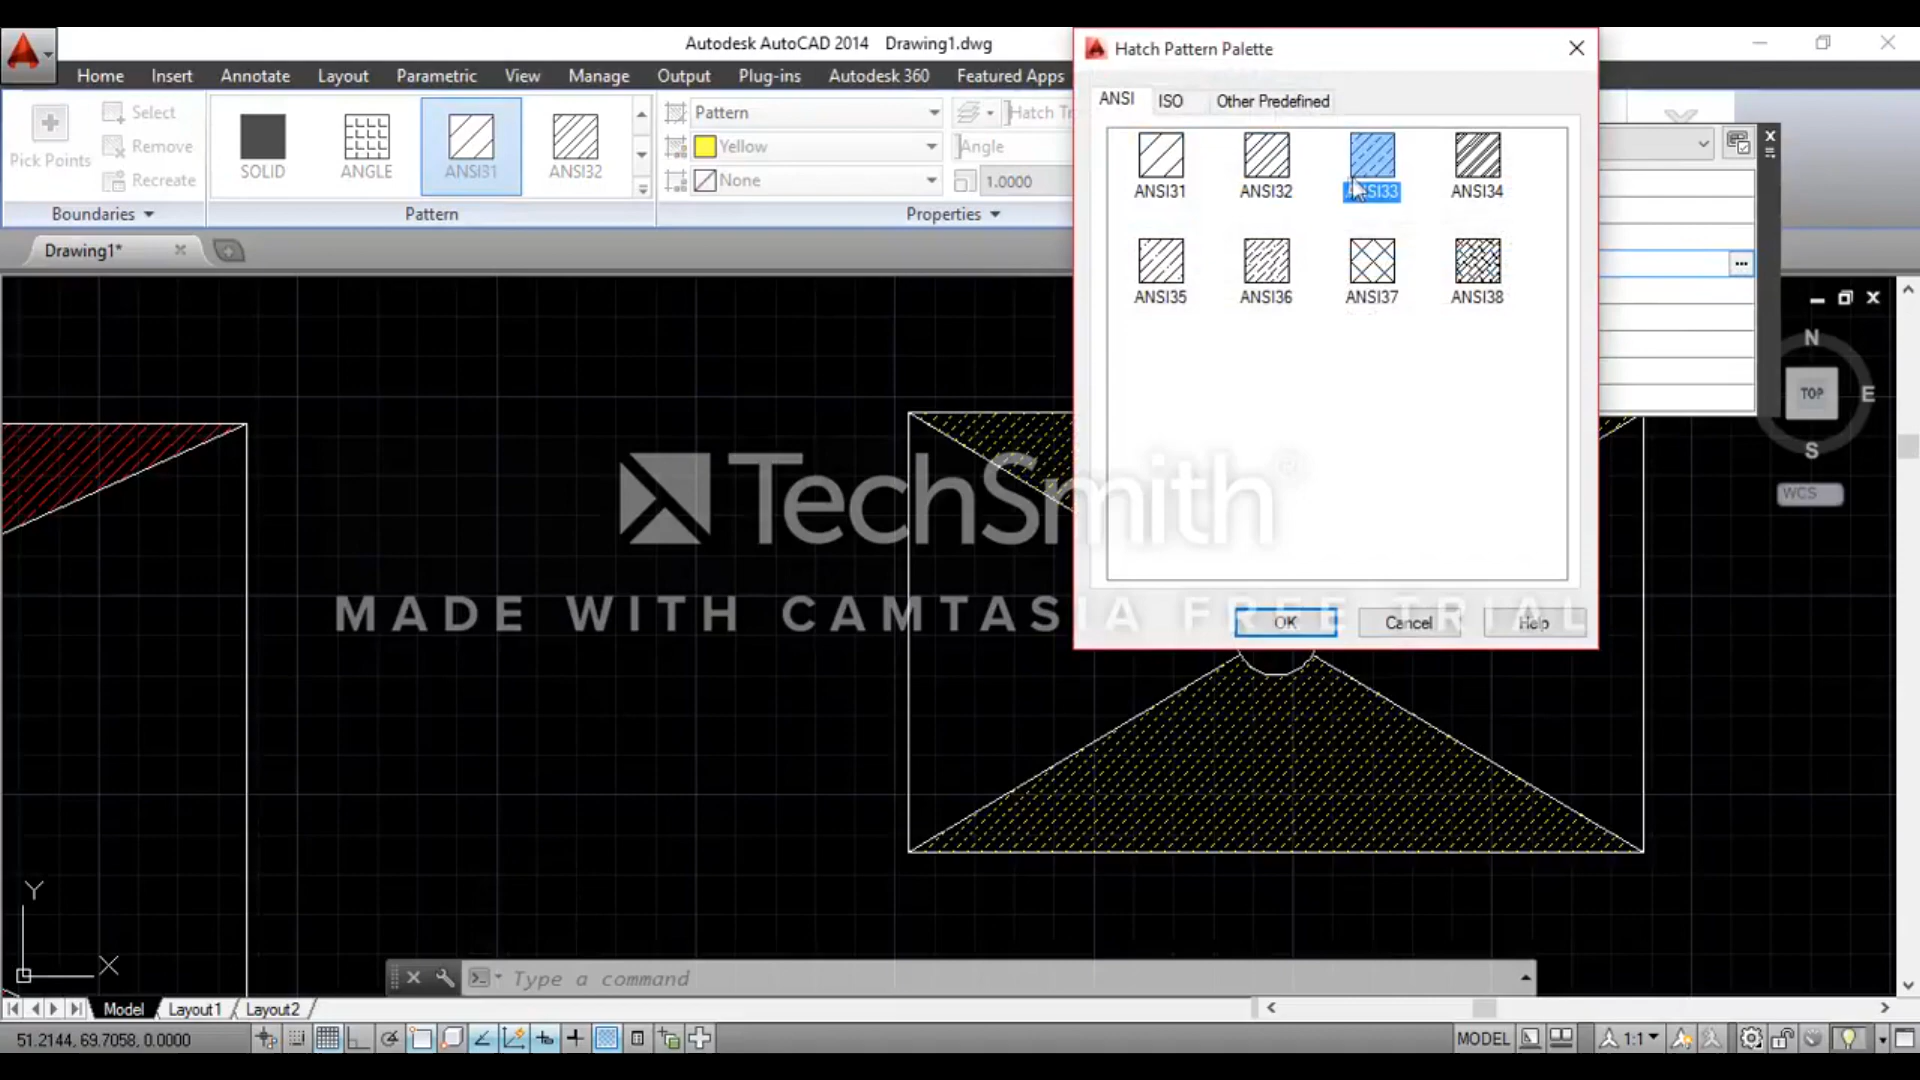 Autodesk AutoCAD 2014 Drawing1.dwg
Hatch Pattern Palette
Home Insert Annotate Layout Parametric View Manage Output Plug-ins Autodesk 360 Featured Apps
ANSI ISO Other Predefined
Pick Points
Select
Remove
Recreate
SOLID ANGLE ANSI31 ANSI32
Pattern
Yellow
None
Hatch Tr
Angle
1.0000
Boundaries Pattern Properties
ANSI31 ANSI32 ANSI33 ANSI34
ANSI35 ANSI36 ANSI37 ANSI38
Drawing1*
N
TOP E
S
WCS
TechSmith®
MADE WITH CAMTASIA FREE TRIAL
OK Cancel Help
Y
X
Type a command
Model Layout1 Layout2
51.2144, 69.7058, 0.0000
MODEL 1:1